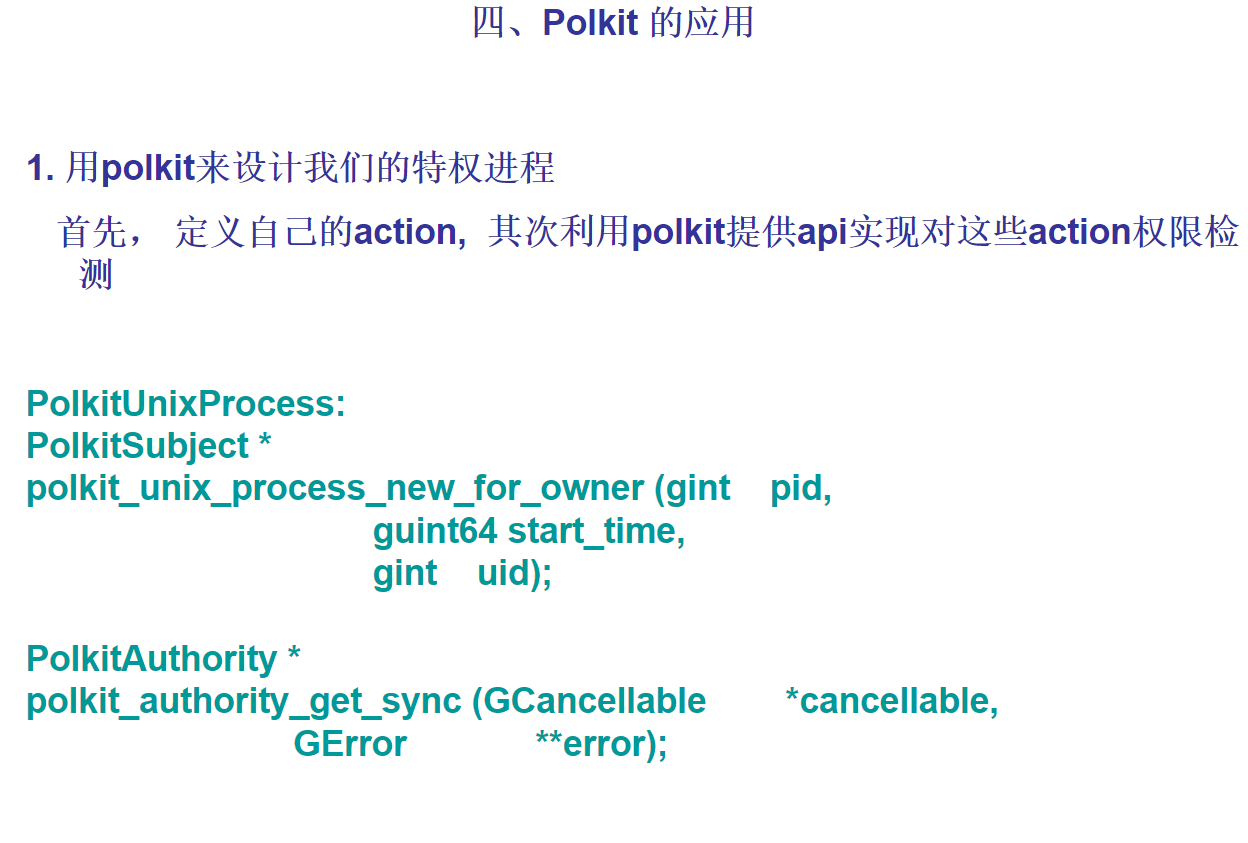 四、Polkit 的应用
1. 用polkit来设计我们的特权进程
首先， 定义自己的action, 其次利用polkit提供api实现对这些action权限检
测
PolkitUnixProcess:
PolkitSubject *
polkit_unix_process_new_for_owner (gint pid,
guint64 start_time,
gint uid);
PolkitAuthority *
polkit_authority_get_sync (GCancellable *cancellable,
GError **error);